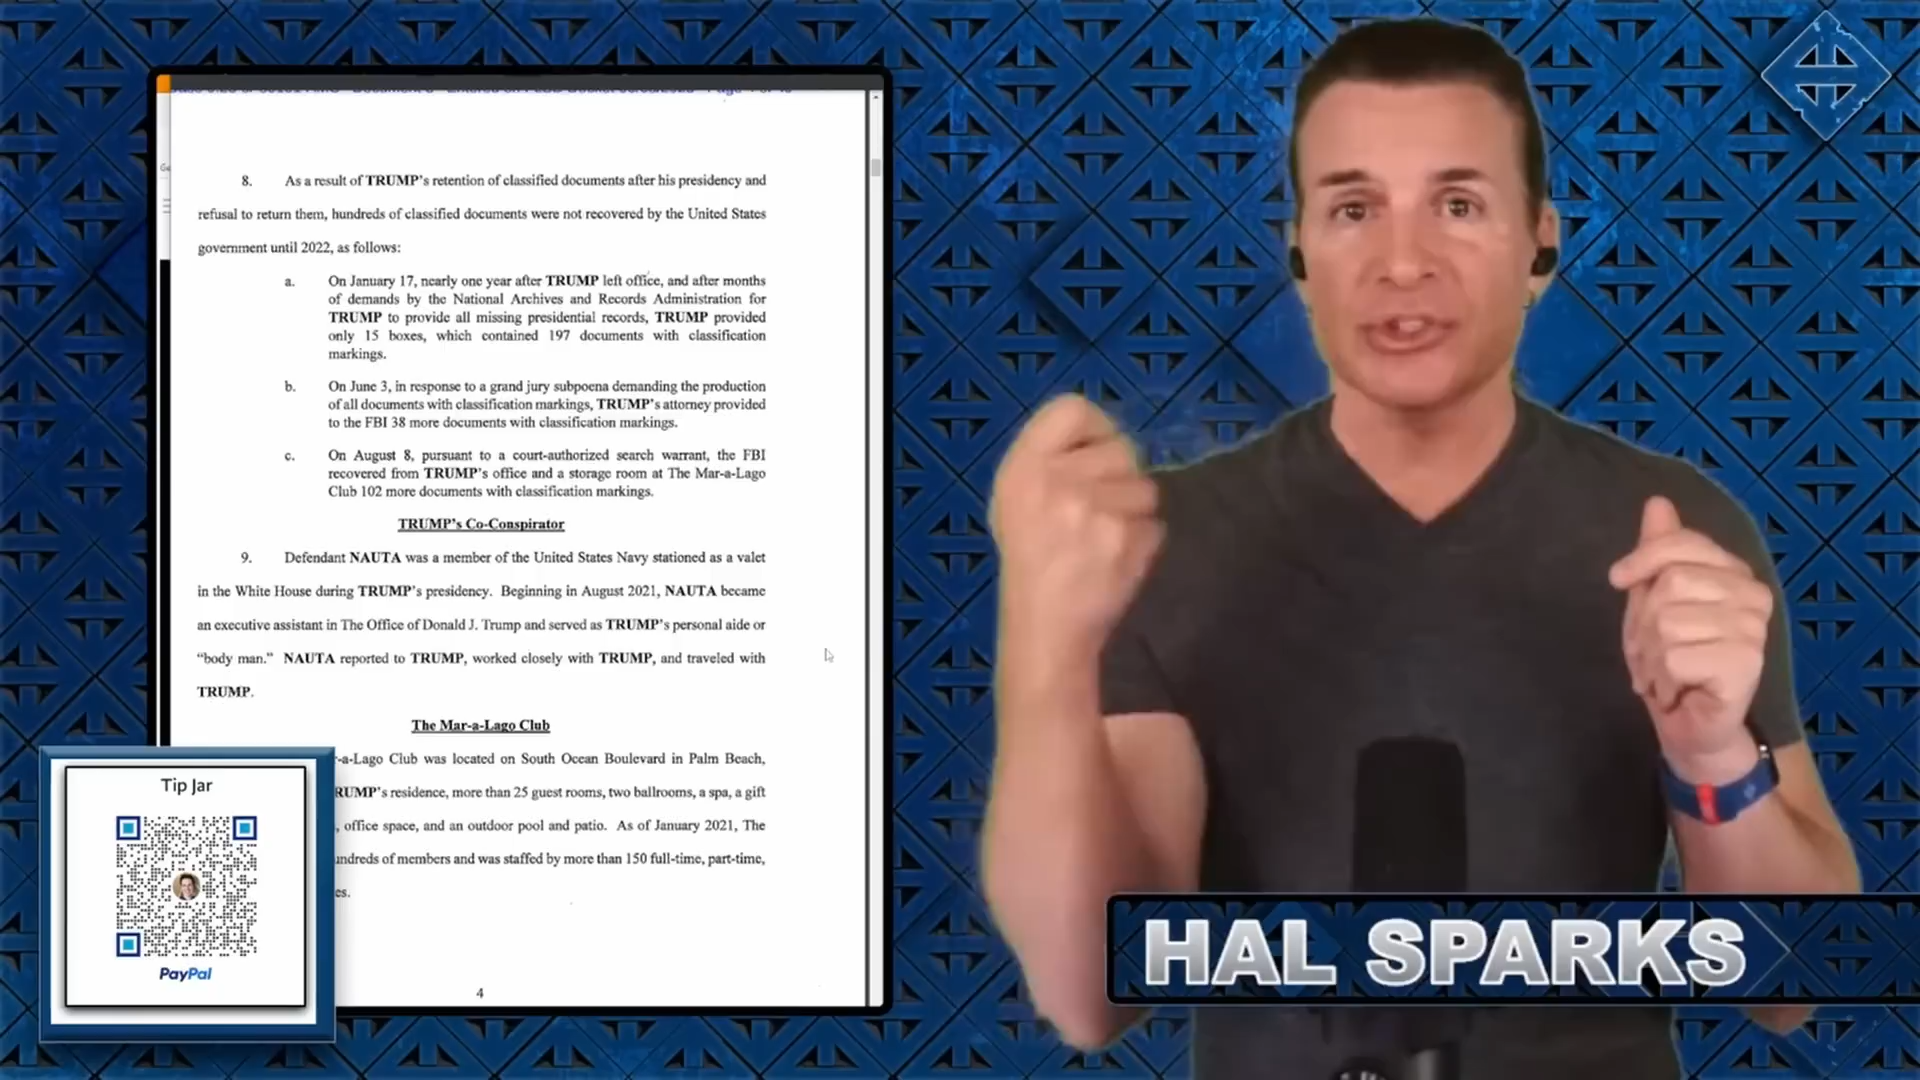 8. As a result of TRUMP's retention of classified documents after his presidency and
refusal to return them, hundreds of classified documents were not recovered by the United States
government until 2022, as follows:
a. On January 17, nearly one year after TRUMP left office, and after months
of demands by the National Archives and Records Administration for
TRUMP to provide all missing presidential records, TRUMP provided
only 15 boxes, which contained 197 documents with classification
markings.
b. On June 3, in response to a grand jury subpoena demanding the production
of all documents with classification markings, TRUMP's attorney provided
to the FBI 38 more documents with classification markings.
c. On August 8, pursuant to a court-authorized search warrant, the FBI
recovered from TRUMP's office and a storage room at The Mar-a-Lago
Club 102 more documents with classification markings.
TRUMP's Co-Conspirator
9. Defendant NAUTA was a member of the United States Navy stationed as a valet
in the White House during TRUMP's presidency. Beginning in August 2021, NAUTA became
an executive assistant in The Office of Donald J. Trump and served as TRUMP's personal aide or
“body man.” NAUTA reported to TRUMP, worked closely with TRUMP, and traveled with
TRUMP.
The Mar-a-Lago Club
r-a-Lago Club was located on South Ocean Boulevard in Palm Beach,
RUMP's residence, more than 25 guest rooms, two ballrooms, a spa, a gift
, office space, and an outdoor pool and patio. As of January 2021, The
undreds of members and was staffed by more than 150 full-time, part-time,
es.
4
Tip Jar
PayPal
HAL SPARKS